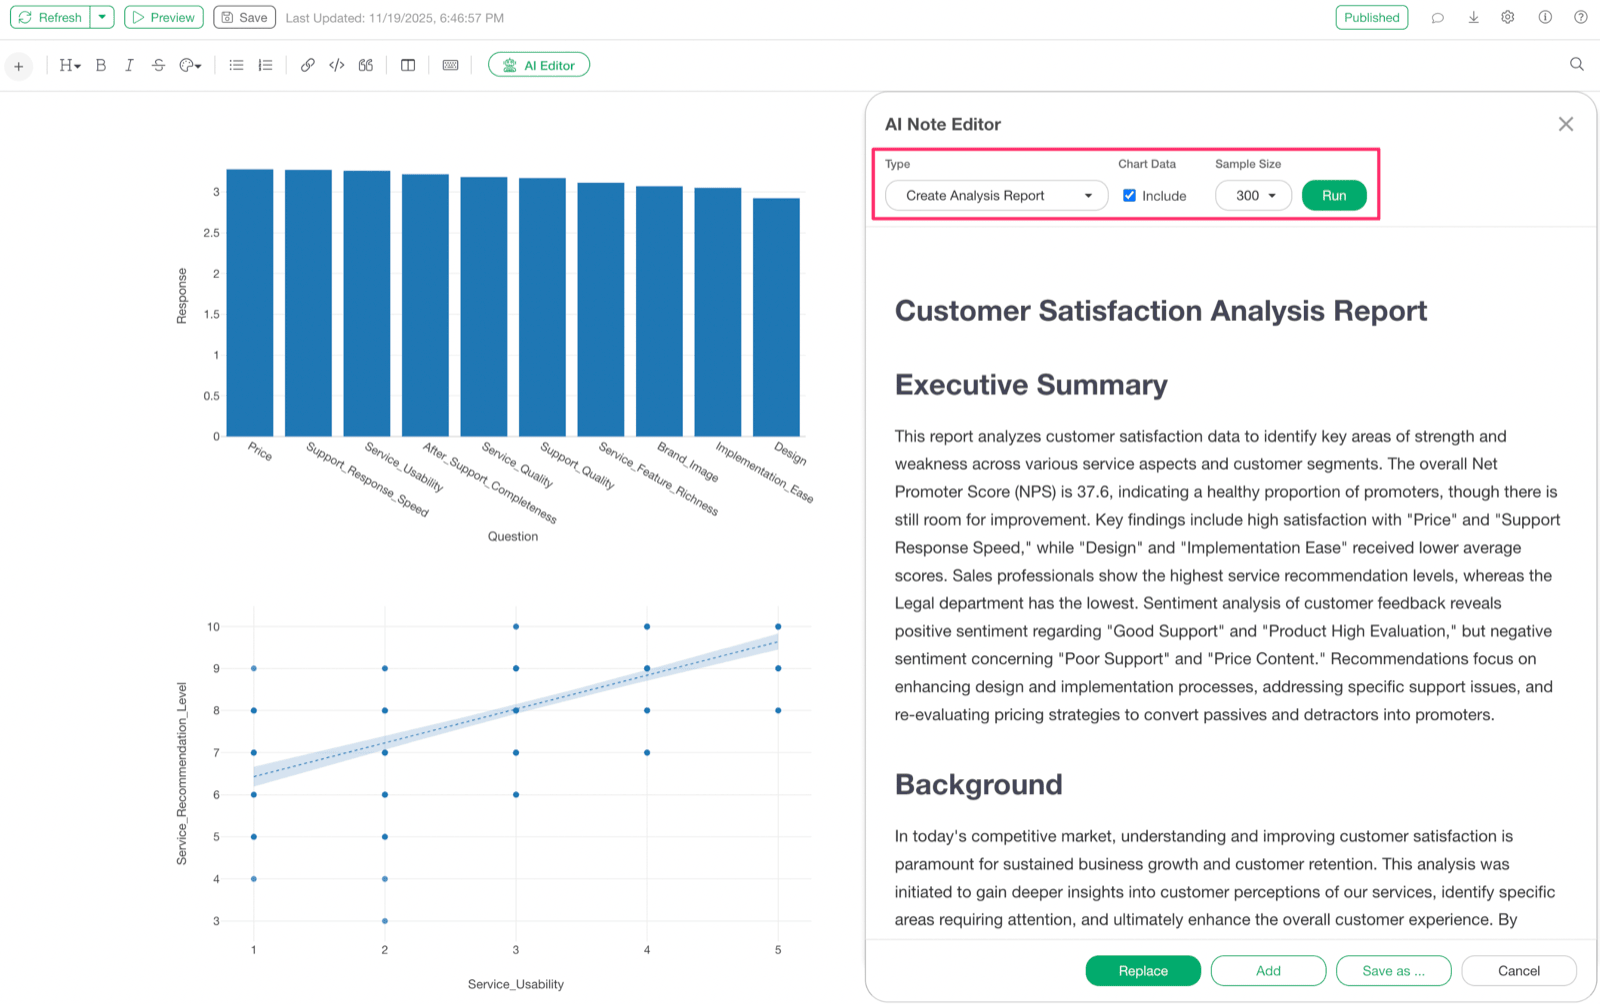 Refresh
Preview
Save
Last Updated: 11/19/2025, 6:46:57 PM
Published
H
B
I
S
AI Editor
3
2.5
2
1.5
1
0.5
0
Response
Price
Support_Response_Speed
Service_Usability
After_Support_Completeness
Service_Quality
Support_Quality
Service_Feature_Richness
Brand_Image
Implementation_Ease
Design
Question
10
9
8
7
6
5
4
3
Service_Recommendation_Level
1
2
3
4
5
Service_Usability
AI Note Editor
Type
Chart Data
Sample Size
Create Analysis Report
Include
300
Run
Customer Satisfaction Analysis Report
Executive Summary
This report analyzes customer satisfaction data to identify key areas of strength and
weakness across various service aspects and customer segments. The overall Net
Promoter Score (NPS) is 37.6, indicating a healthy proportion of promoters, though there is
still room for improvement. Key findings include high satisfaction with "Price" and "Support
Response Speed," while "Design" and "Implementation Ease" received lower average
scores. Sales professionals show the highest service recommendation levels, whereas the
Legal department has the lowest. Sentiment analysis of customer feedback reveals
positive sentiment regarding "Good Support" and "Product High Evaluation," but negative
sentiment concerning "Poor Support" and "Price Content." Recommendations focus on
enhancing design and implementation processes, addressing specific support issues, and
re-evaluating pricing strategies to convert passives and detractors into promoters.
Background
In today's competitive market, understanding and improving customer satisfaction is
paramount for sustained business growth and customer retention. This analysis was
initiated to gain deeper insights into customer perceptions of our services, identify specific
areas requiring attention, and ultimately enhance the overall customer experience. By
Replace
Add
Save as ...
Cancel